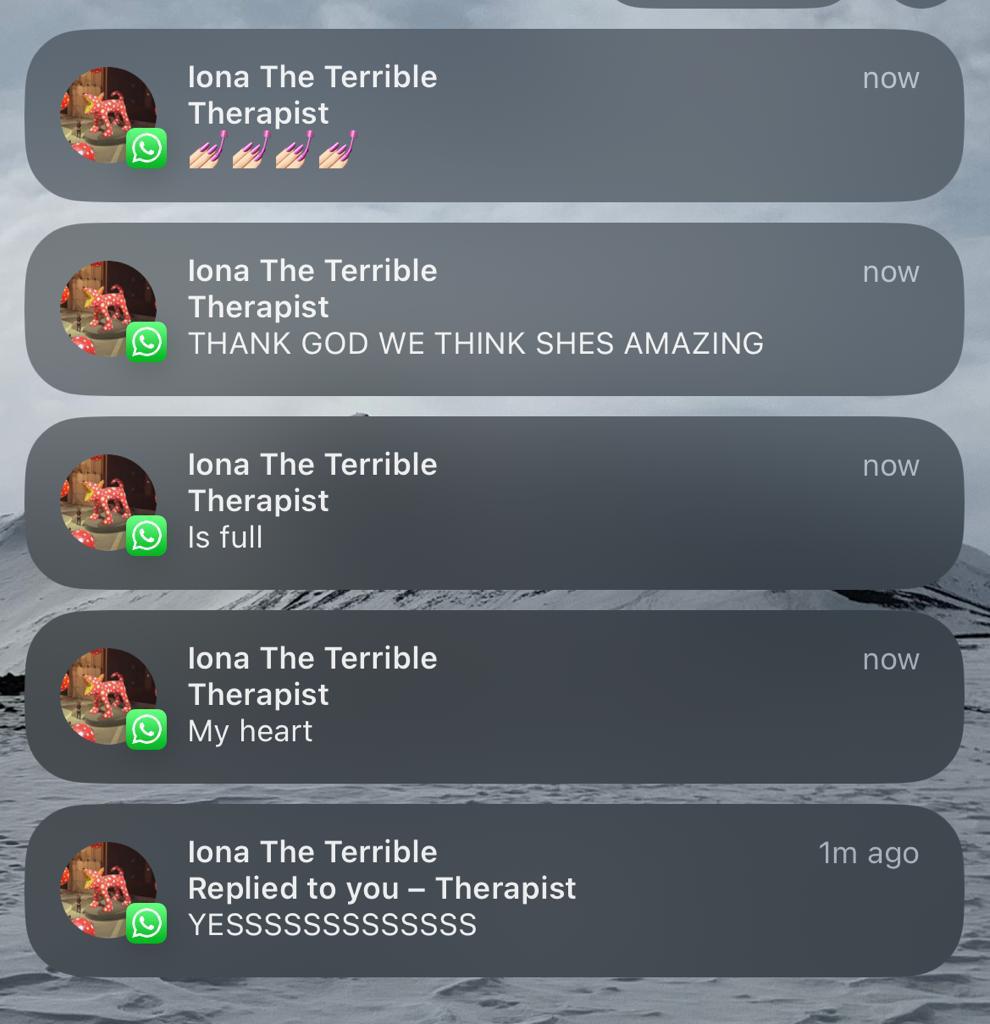 Iona The Terrible
now
Therapist
💅🏻💅🏻💅🏻💅🏻
Iona The Terrible
now
Therapist
THANK GOD WE THINK SHES AMAZING
Iona The Terrible
now
Therapist
Is full
Iona The Terrible
now
Therapist
My heart
Iona The Terrible
1m ago
Replied to you – Therapist
YESSSSSSSSSSSSS